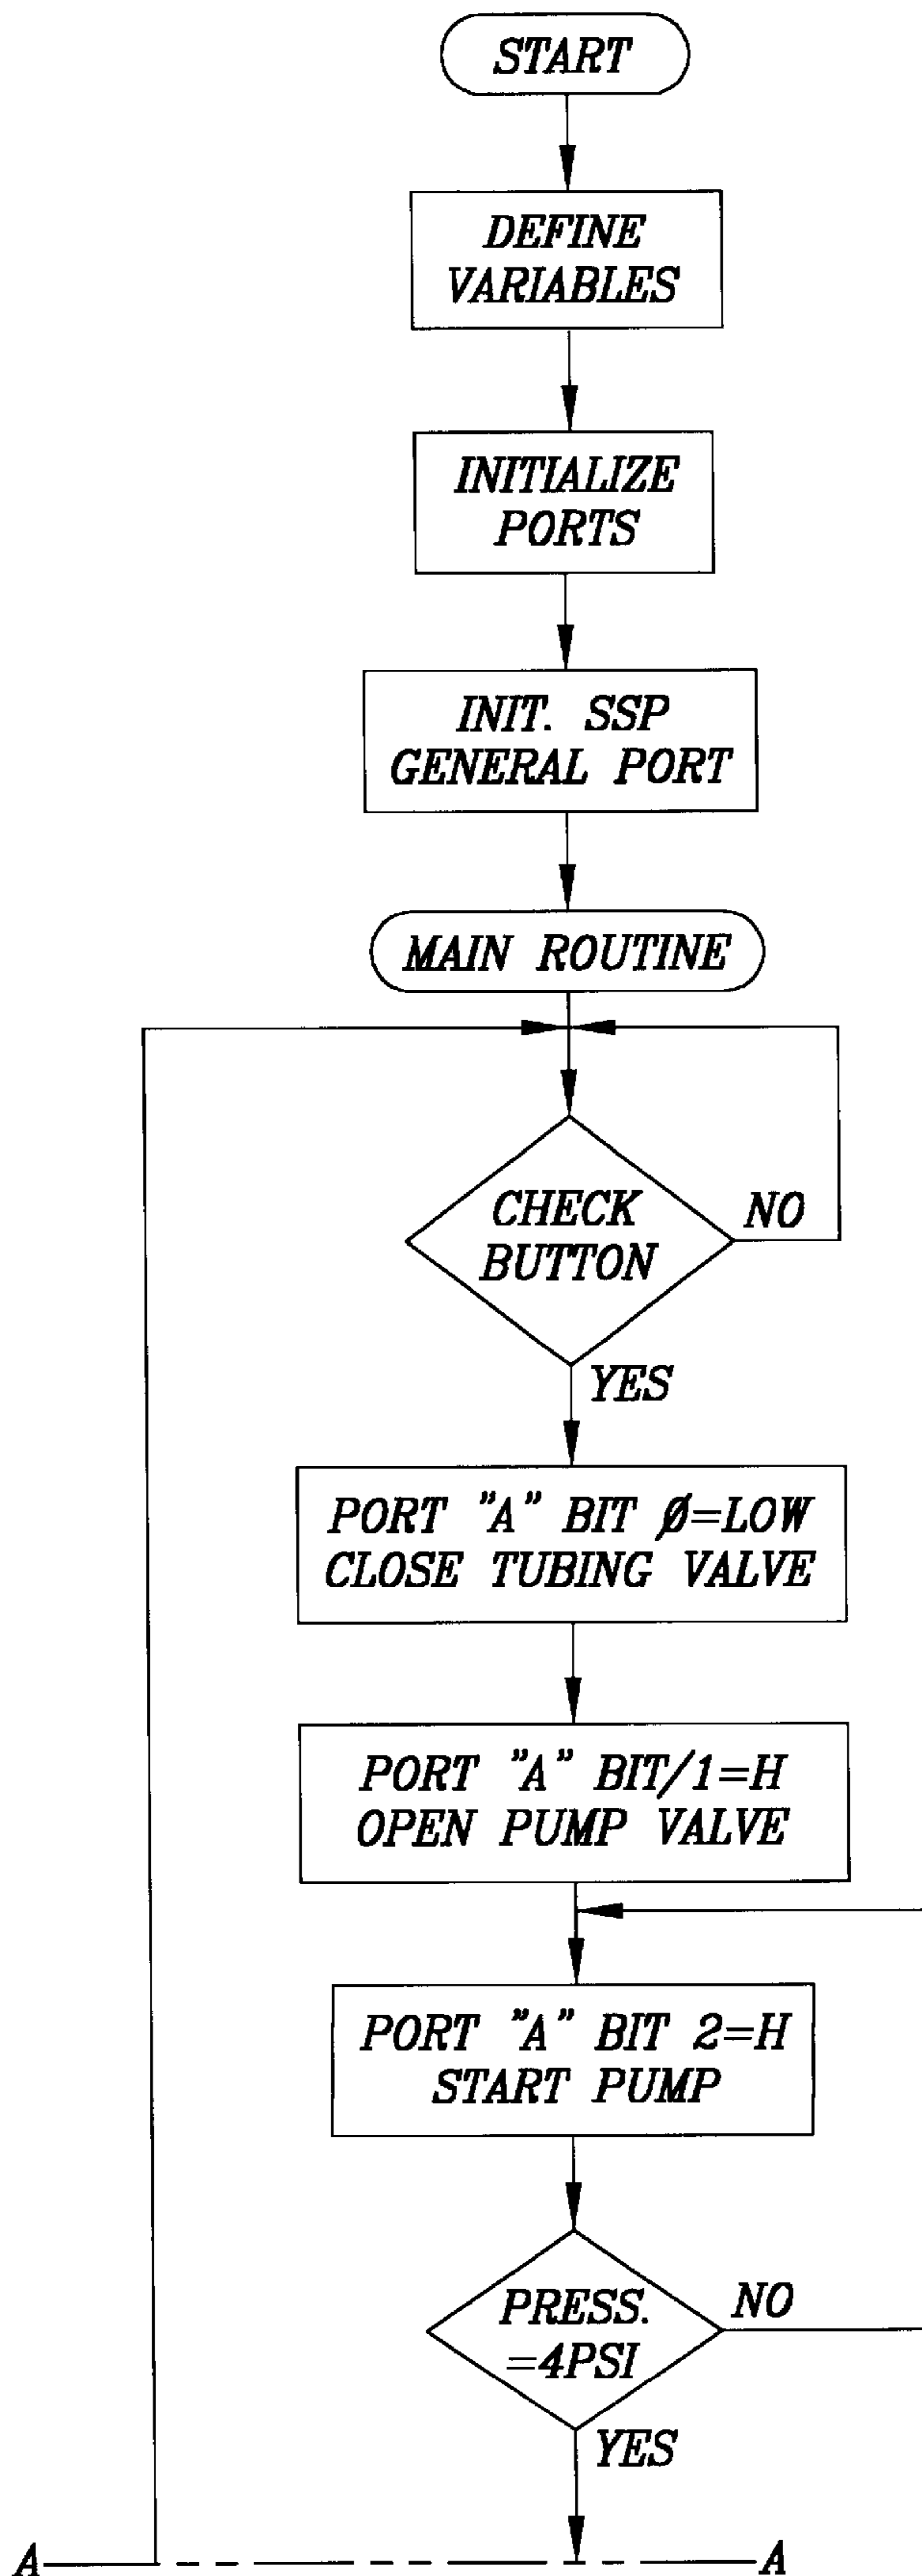 START
DEFINE
VARIABLES
INITIALIZE
PORTS
INIT. SSP
GENERAL PORT
MAIN ROUTINE
CHECK
BUTTON
NO
YES
PORT "A" BIT Ø=LOW
CLOSE TUBING VALVE
PORT "A" BIT/1=H
OPEN PUMP VALVE
PORT "A" BIT 2=H
START PUMP
PRESS.
=4PSI
NO
YES
A
A